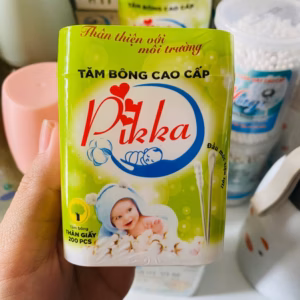 Thân thiện với
môi trường
TĂM BÔNG CAO CẤP
Pikka
THÂN GIẤY
200 PCS